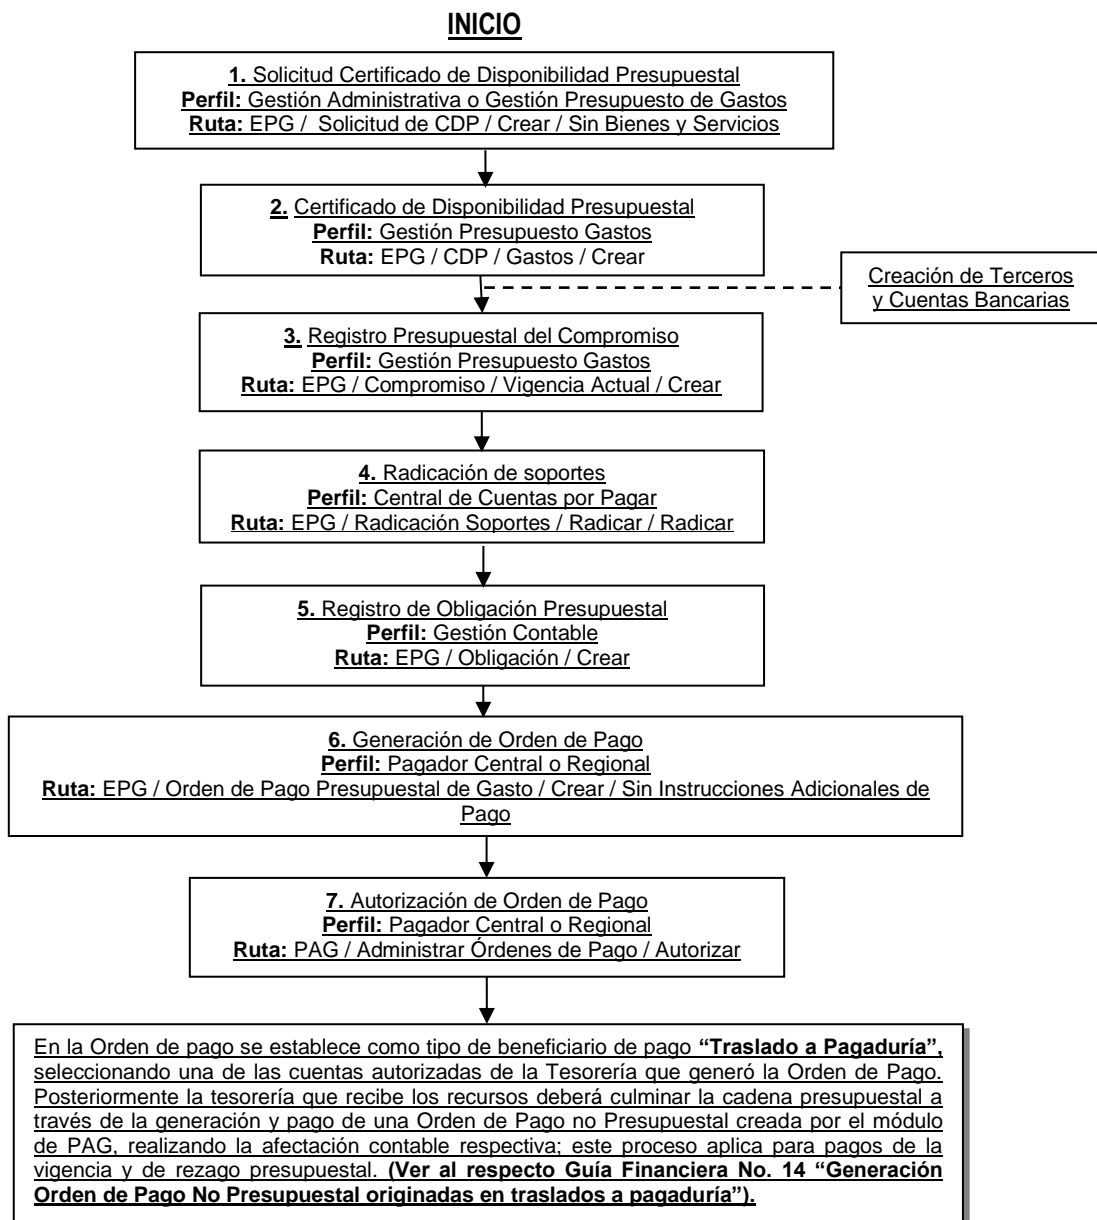 INICIO
1. Solicitud Certificado de Disponibilidad Presupuestal
Perfil: Gestión Administrativa o Gestión Presupuesto de Gastos
Ruta: EPG / Solicitud de CDP / Crear / Sin Bienes y Servicios
2. Certificado de Disponibilidad Presupuestal
Perfil: Gestión Presupuesto Gastos
Ruta: EPG / CDP / Gastos / Crear
Creación de Terceros
y Cuentas Bancarias
3. Registro Presupuestal del Compromiso
Perfil: Gestión Presupuesto Gastos
Ruta: EPG / Compromiso / Vigencia Actual / Crear
4. Radicación de soportes
Perfil: Central de Cuentas por Pagar
Ruta: EPG / Radicación Soportes / Radicar / Radicar
5. Registro de Obligación Presupuestal
Perfil: Gestión Contable
Ruta: EPG / Obligación / Crear
6. Generación de Orden de Pago
Perfil: Pagador Central o Regional
Ruta: EPG / Orden de Pago Presupuestal de Gasto / Crear / Sin Instrucciones Adicionales de
Pago
7. Autorización de Orden de Pago
Perfil: Pagador Central o Regional
Ruta: PAG / Administrar Órdenes de Pago / Autorizar
En la Orden de pago se establece como tipo de beneficiario de pago “Traslado a Pagaduría”,
seleccionando una de las cuentas autorizadas de la Tesorería que generó la Orden de Pago.
Posteriormente la tesorería que recibe los recursos deberá culminar la cadena presupuestal a
través de la generación y pago de una Orden de Pago no Presupuestal creada por el módulo
de PAG, realizando la afectación contable respectiva; este proceso aplica para pagos de la
vigencia y de rezago presupuestal. (Ver al respecto Guía Financiera No. 14 “Generación
Orden de Pago No Presupuestal originadas en traslados a pagaduría”).